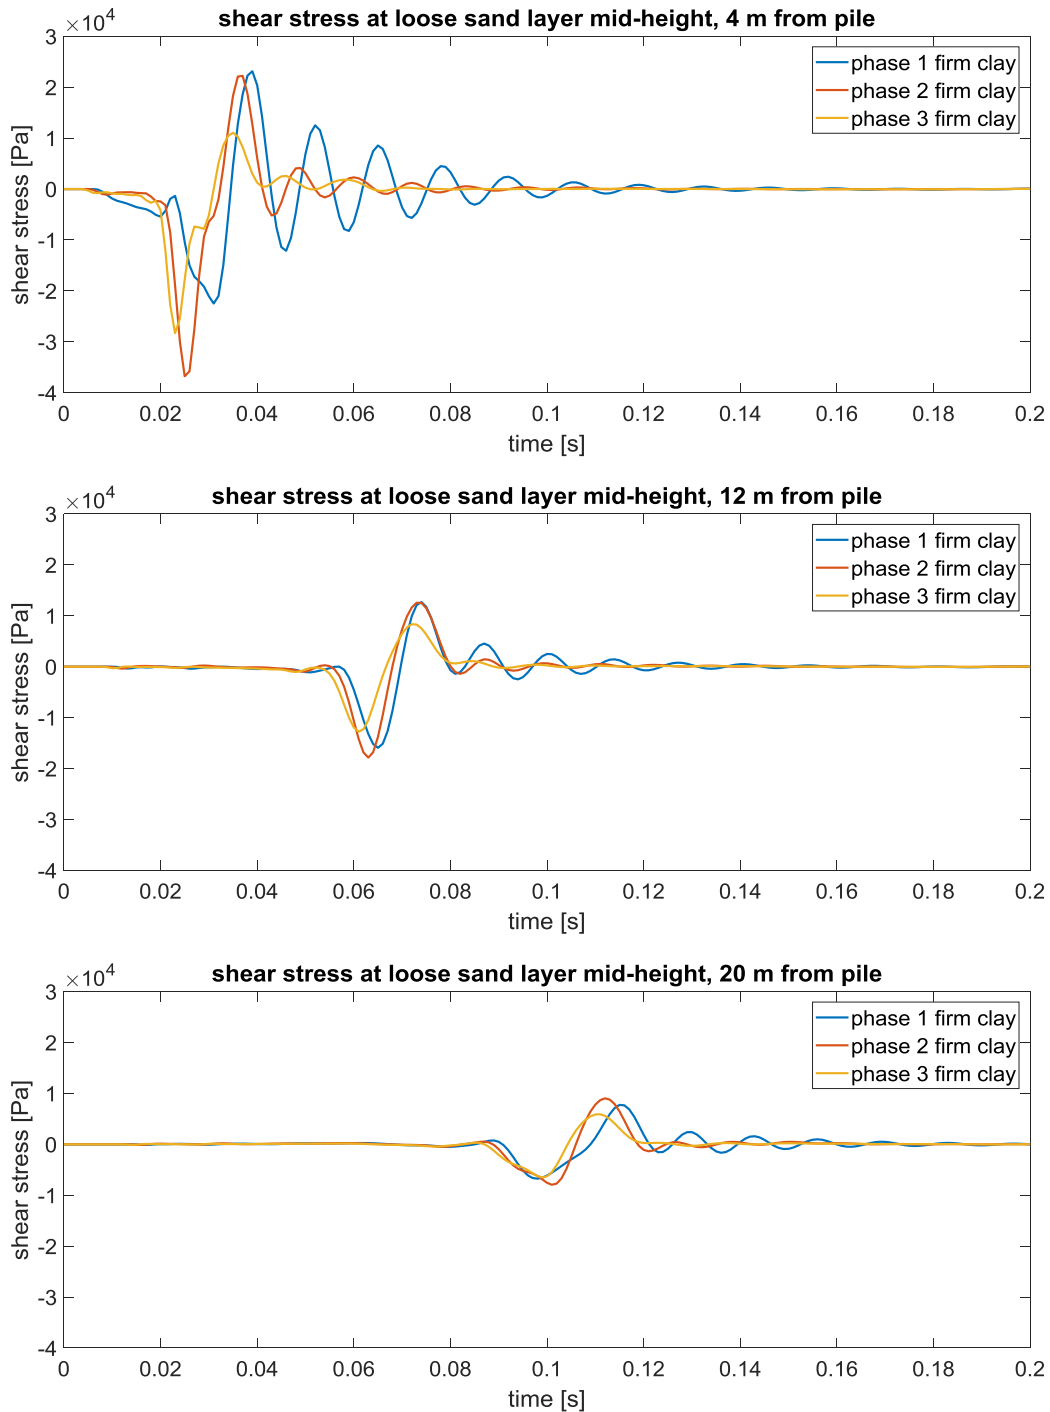 shear stress at loose sand layer mid-height, 4 m from pile
×10⁴
3
2
1
0
-1
-2
-3
-4
shear stress [Pa]
phase 1 firm clay
phase 2 firm clay
phase 3 firm clay
0 0.02 0.04 0.06 0.08 0.1 0.12 0.14 0.16 0.18 0.2
time [s]
shear stress at loose sand layer mid-height, 12 m from pile
×10⁴
3
2
1
0
-1
-2
-3
-4
shear stress [Pa]
phase 1 firm clay
phase 2 firm clay
phase 3 firm clay
0 0.02 0.04 0.06 0.08 0.1 0.12 0.14 0.16 0.18 0.2
time [s]
shear stress at loose sand layer mid-height, 20 m from pile
×10⁴
3
2
1
0
-1
-2
-3
-4
shear stress [Pa]
phase 1 firm clay
phase 2 firm clay
phase 3 firm clay
0 0.02 0.04 0.06 0.08 0.1 0.12 0.14 0.16 0.18 0.2
time [s]